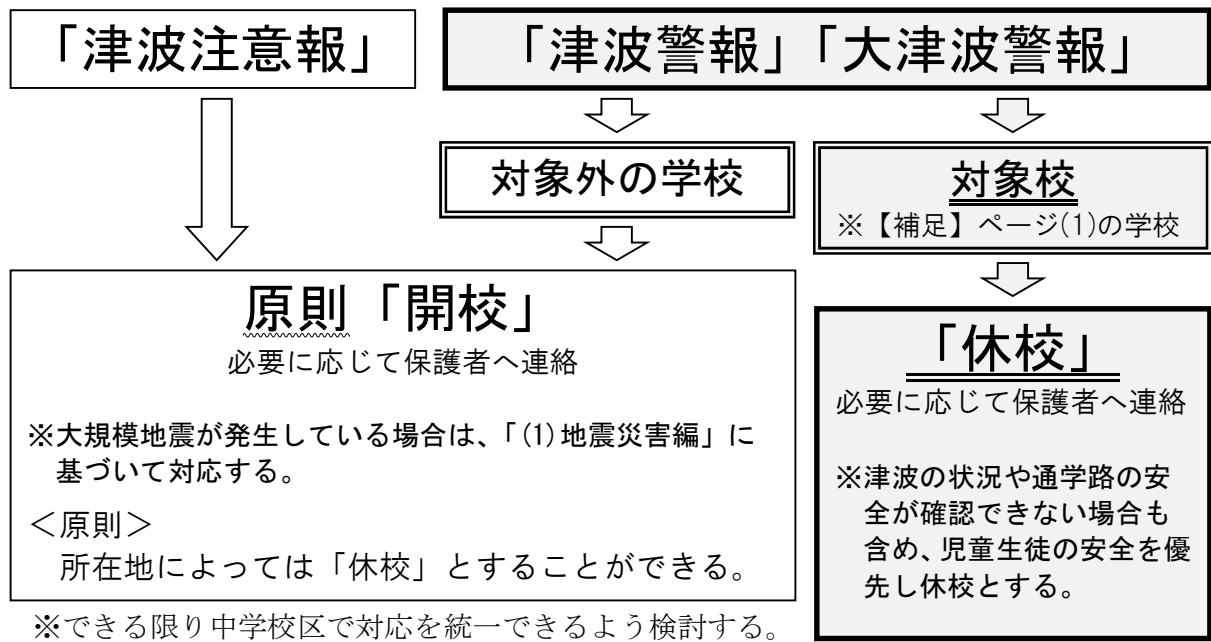 「津波注意報」
「津波警報」「大津波警報」
対象外の学校
対象校
※【補足】ページ(1)の学校
原則「開校」
必要に応じて保護者へ連絡
※大規模地震が発生している場合は、「(1)地震災害編」に
基づいて対応する。
＜原則＞
所在地によっては「休校」とすることができる。
「休校」
必要に応じて保護者へ連絡
※津波の状況や通学路の安
全が確認できない場合も
含め、児童生徒の安全を優
先し休校とする。
※できる限り中学校区で対応を統一できるよう検討する。